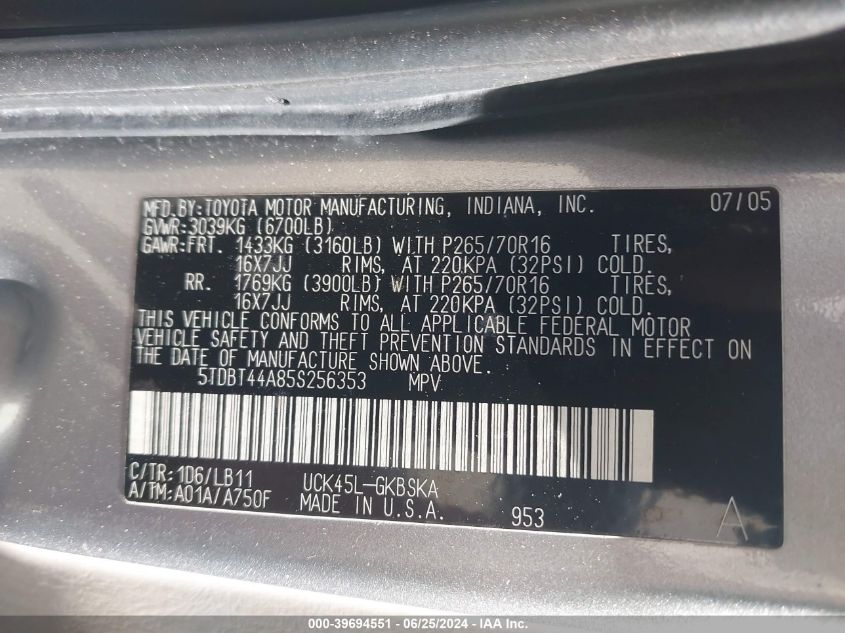 MFD.BY:TOYOTA MOTOR MANUFACTURING, INDIANA, INC. 07/05
GVWR:3039KG (6700LB)
GAWR:FRT. 1433KG (3160LB) WITH P265/70R16 TIRES,
16X7JJ RIMS, AT 220KPA (32PSI) COLD.
RR. 1769KG (3900LB) WITH P265/70R16 TIRES,
16X7JJ RIMS, AT 220KPA (32PSI) COLD.
THIS VEHICLE CONFORMS TO ALL APPLICABLE FEDERAL MOTOR
VEHICLE SAFETY AND THEFT PREVENTION STANDARDS IN EFFECT ON
THE DATE OF MANUFACTURE SHOWN ABOVE.
5TDBT44A85S256353 MPV
C/TR:1D6/LB11 UCK45L-GKBSKA
A/TM:A01A/A750F MADE IN U.S.A. 953 A
000-39694551 - 06/25/2024 - IAA, Inc.